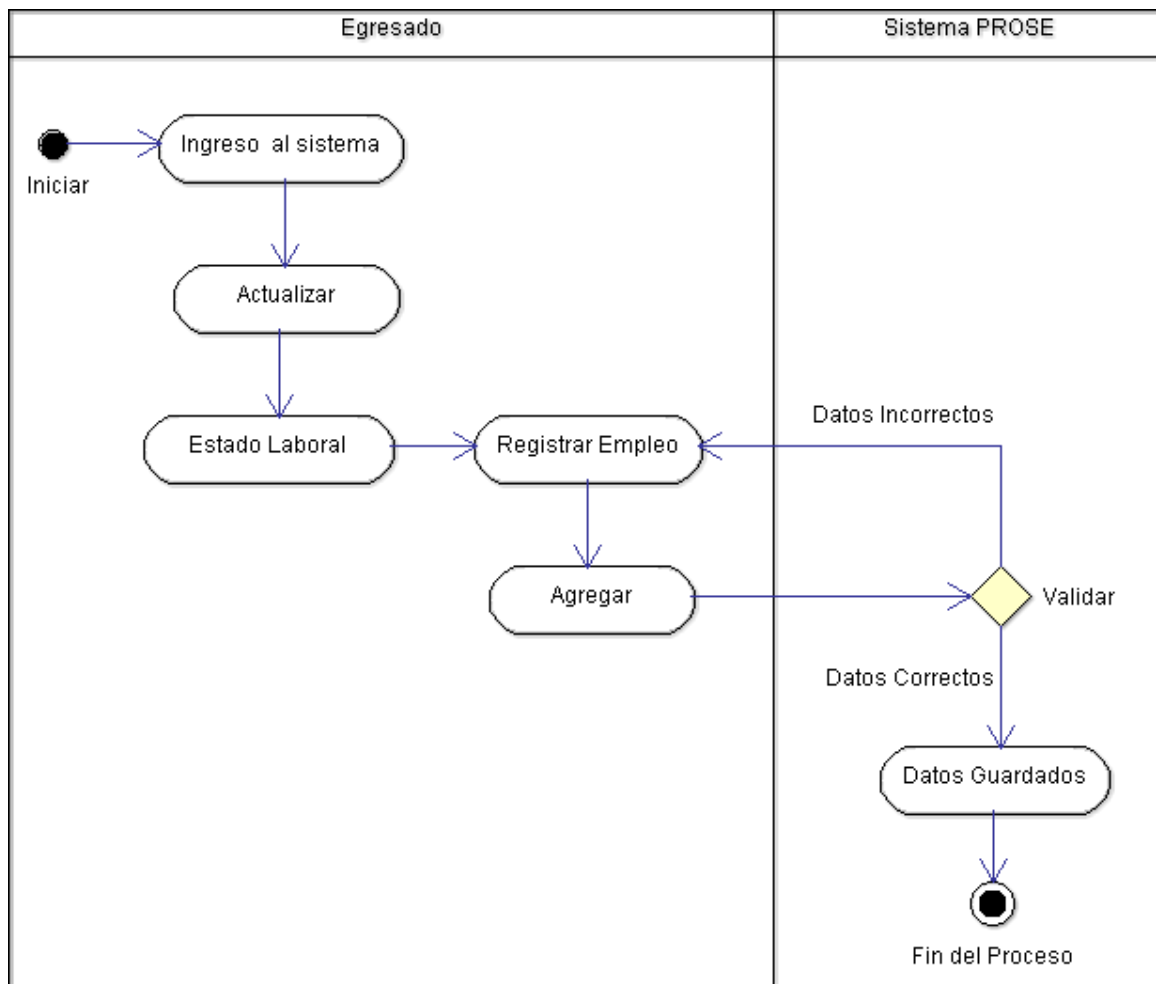 Egresado
Sistema PROSE
Ingreso al sistema
Iniciar
Actualizar
Estado Laboral
Registrar Empleo
Datos Incorrectos
Agregar
Validar
Datos Correctos
Datos Guardados
Fin del Proceso